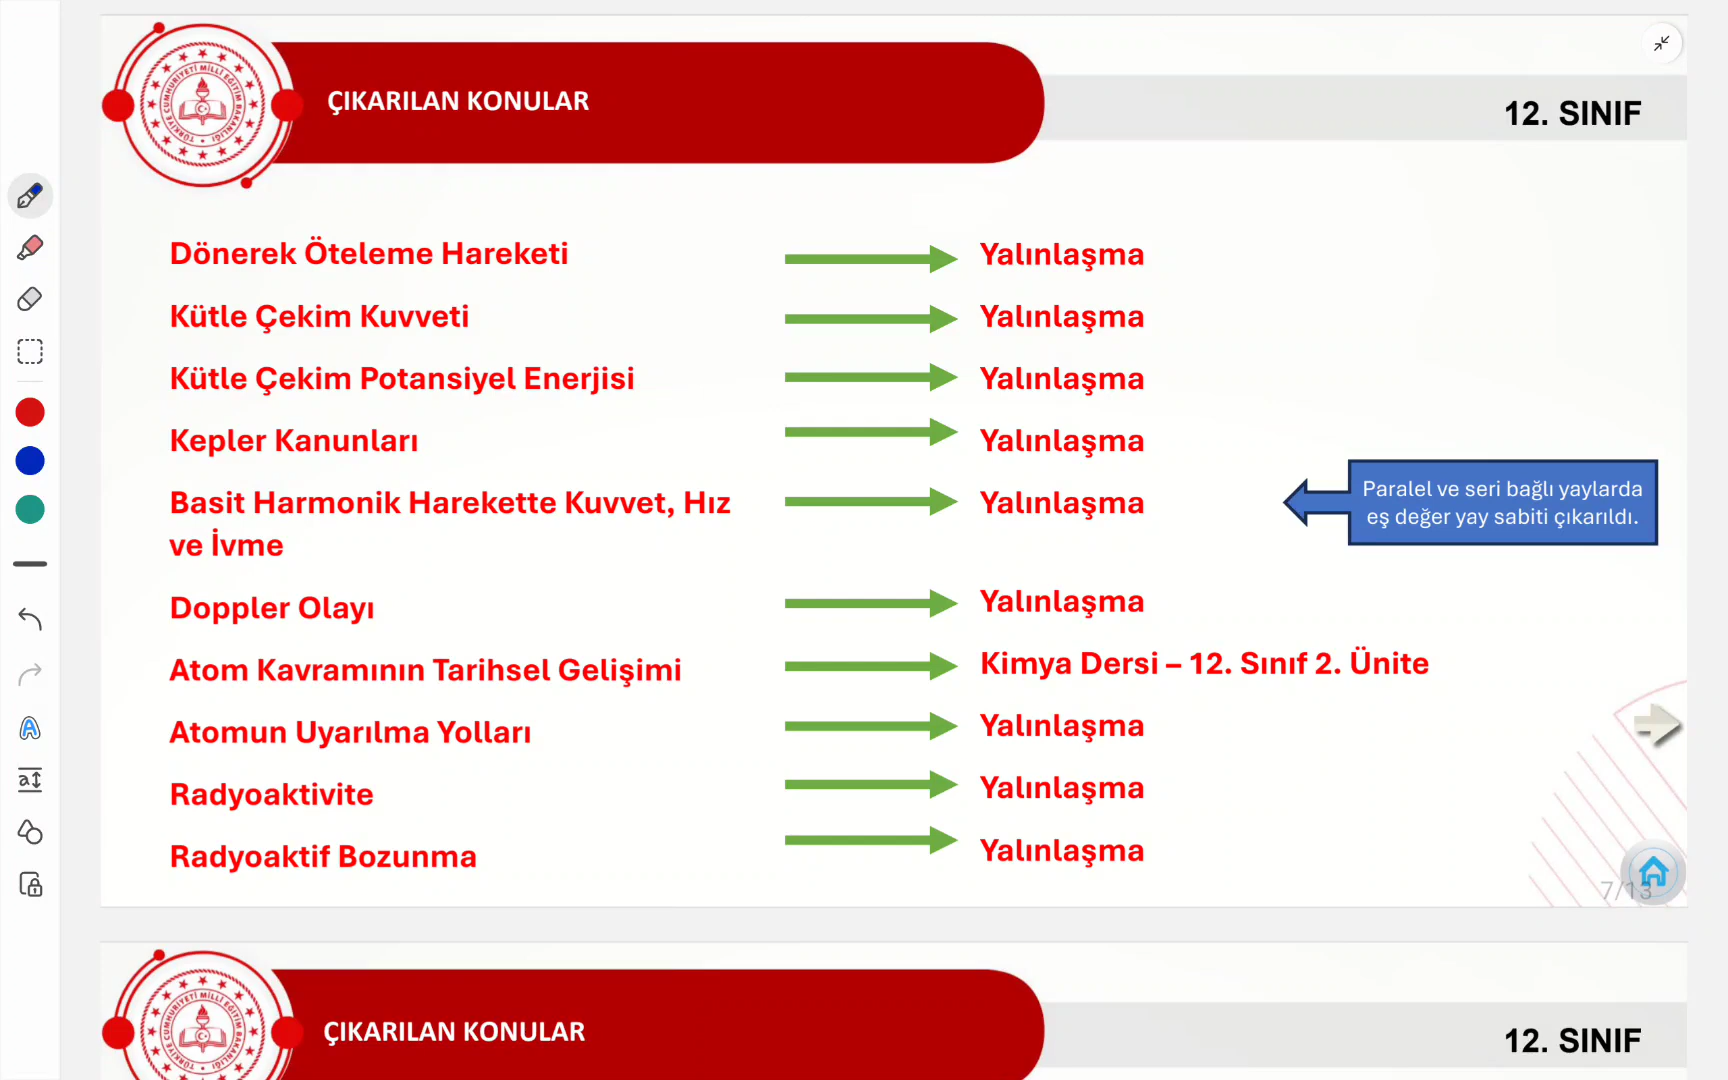 ÇIKARILAN KONULAR
12. SINIF
Dönerek Öteleme Hareketi
Yalınlaşma
Kütle Çekim Kuvveti
Yalınlaşma
Kütle Çekim Potansiyel Enerjisi
Yalınlaşma
Kepler Kanunları
Yalınlaşma
Basit Harmonik Harekette Kuvvet, Hız
ve İvme
Yalınlaşma
Paralel ve seri bağlı yaylarda
eş değer yay sabiti çıkarıldı.
Doppler Olayı
Yalınlaşma
Atom Kavramının Tarihsel Gelişimi
Kimya Dersi – 12. Sınıf 2. Ünite
Atomun Uyarılma Yolları
Yalınlaşma
Radyoaktivite
Yalınlaşma
Radyoaktif Bozunma
Yalınlaşma
7/13
ÇIKARILAN KONULAR
12. SINIF